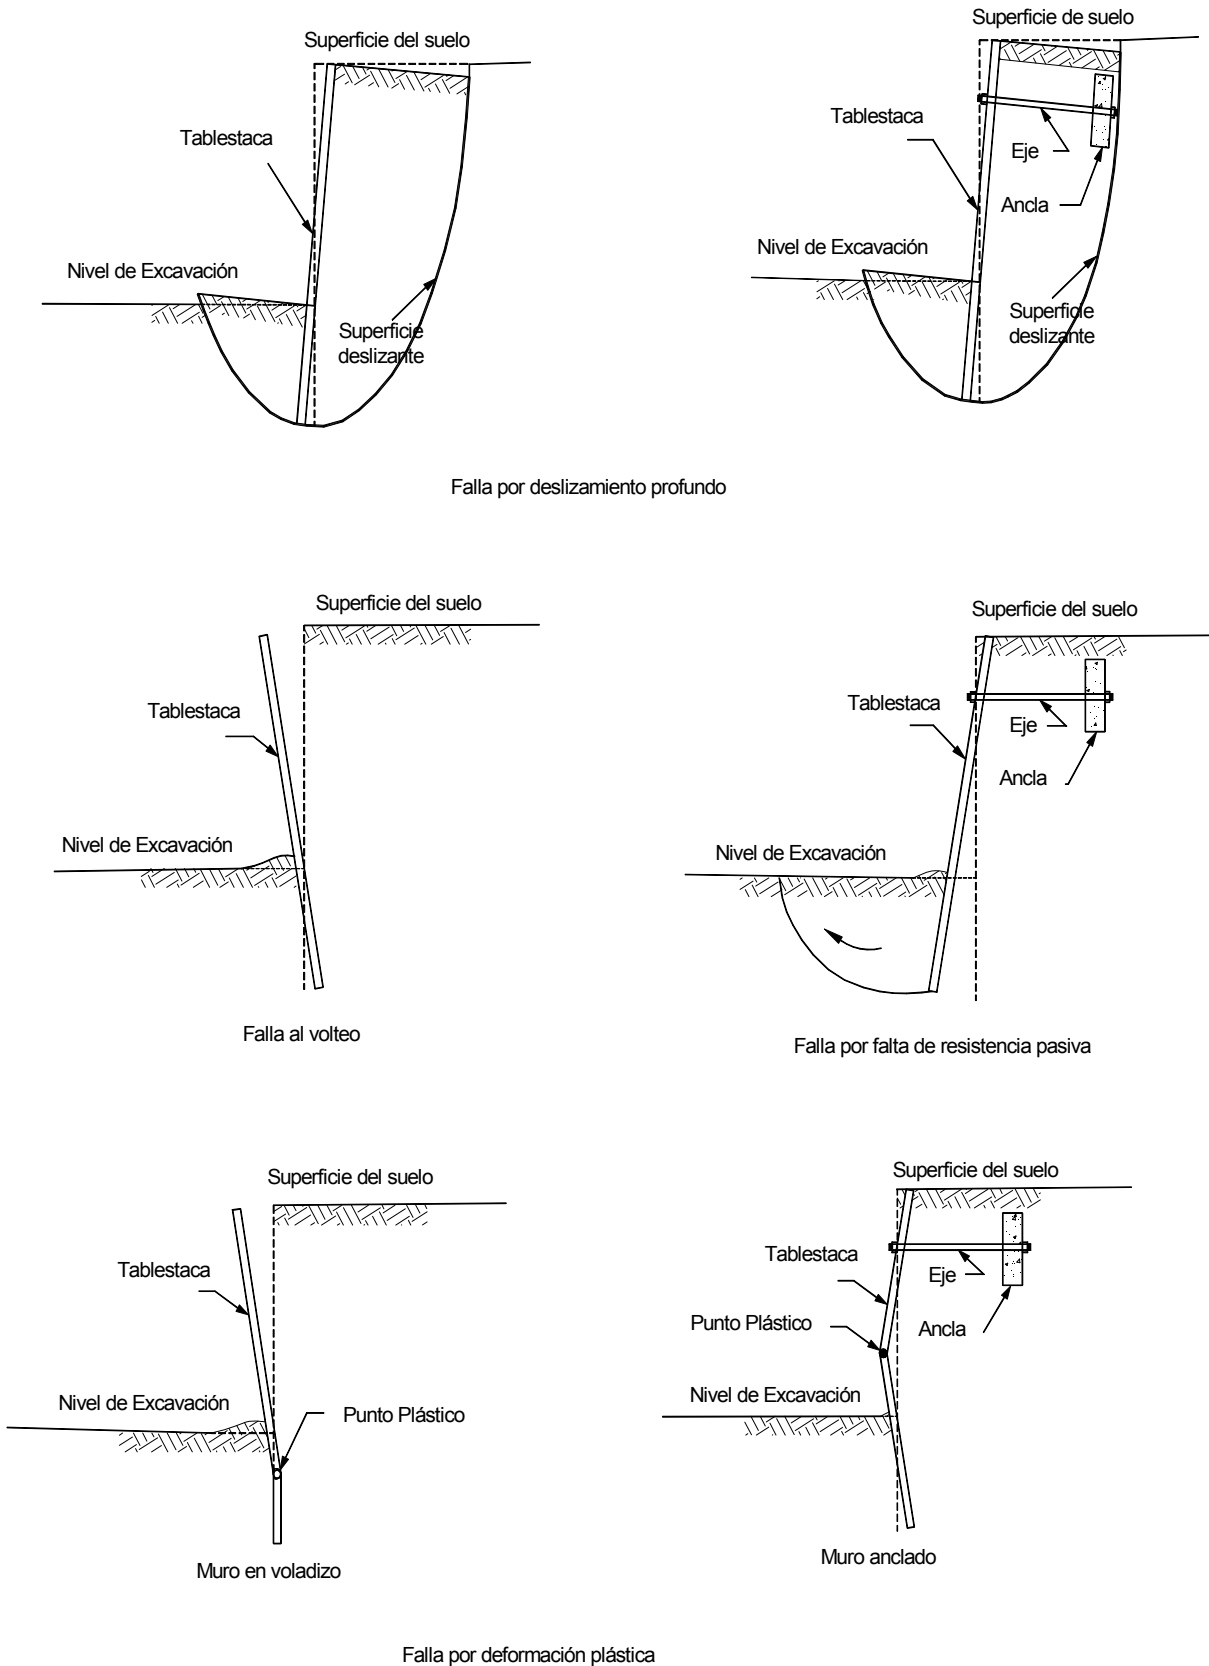 Superficie del suelo
Tablestaca
Nivel de Excavación
Superficie
deslizante
Superficie de suelo
Tablestaca
Eje
Ancla
Nivel de Excavación
Superficie
deslizante
Falla por deslizamiento profundo
Superficie del suelo
Tablestaca
Nivel de Excavación
Falla al volteo
Superficie del suelo
Tablestaca
Eje
Ancla
Nivel de Excavación
Falla por falta de resistencia pasiva
Superficie del suelo
Tablestaca
Nivel de Excavación
Punto Plástico
Muro en voladizo
Superficie del suelo
Tablestaca
Eje
Punto Plástico
Ancla
Nivel de Excavación
Muro anclado
Falla por deformación plástica